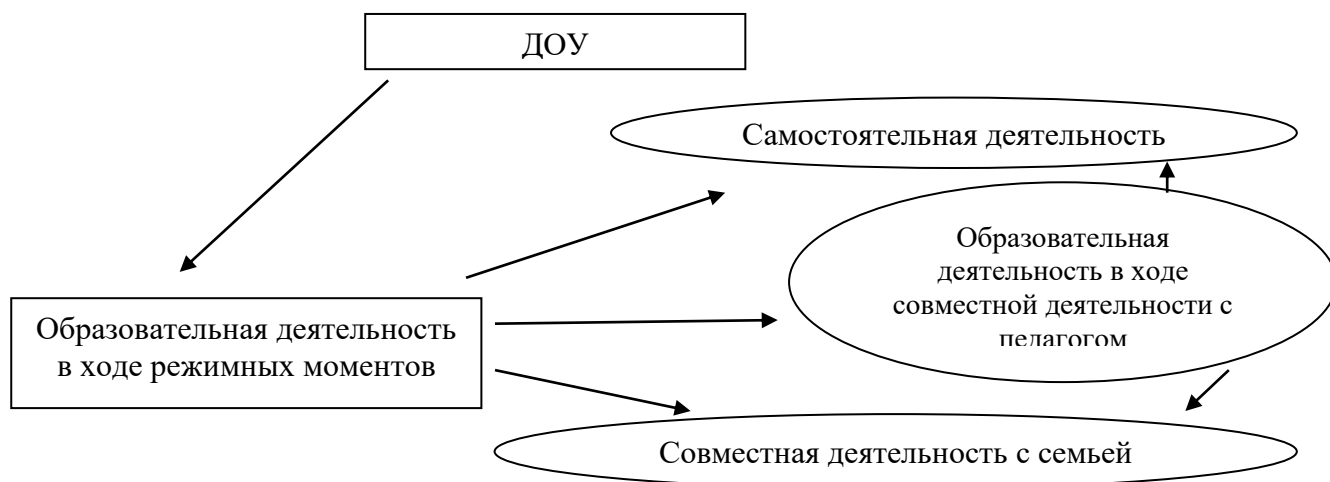 ДОУ
Самостоятельная деятельность
Образовательная
деятельность в ходе
совместной деятельности с
педагогом
Образовательная деятельность
в ходе режимных моментов
Совместная деятельность с семьей